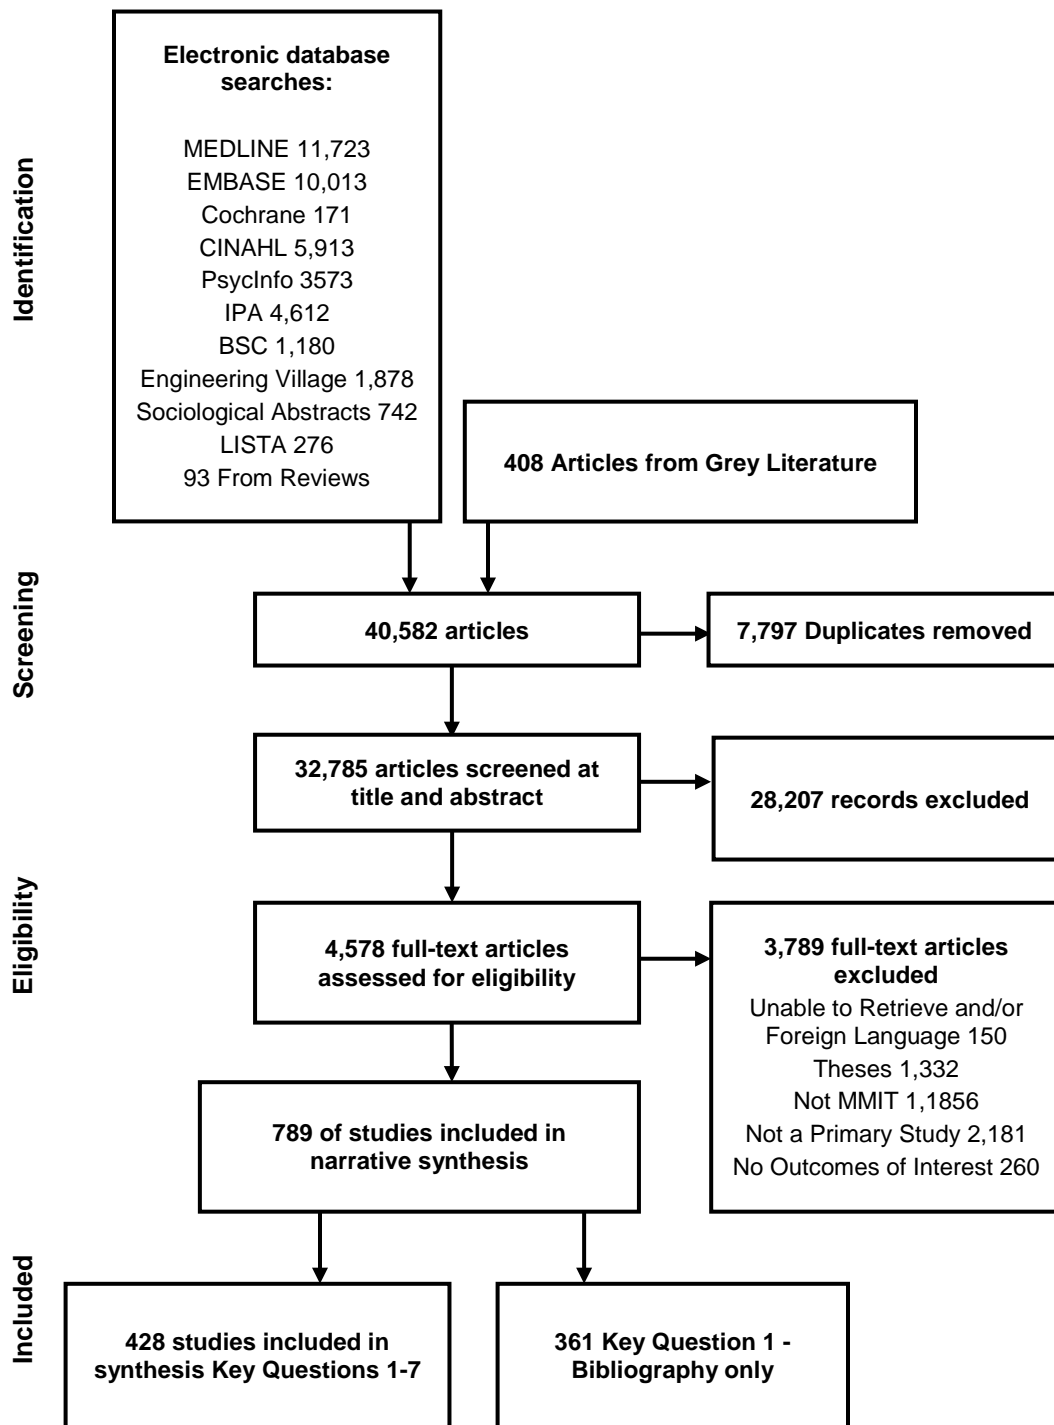 Identification
Electronic database
searches:
MEDLINE 11,723
EMBASE 10,013
Cochrane 171
CINAHL 5,913
PsycInfo 3573
IPA 4,612
BSC 1,180
Engineering Village 1,878
Sociological Abstracts 742
LISTA 276
93 From Reviews
408 Articles from Grey Literature
Screening
40,582 articles
7,797 Duplicates removed
32,785 articles screened at
title and abstract
28,207 records excluded
Eligibility
4,578 full-text articles
assessed for eligibility
3,789 full-text articles
excluded
Unable to Retrieve and/or
Foreign Language 150
Theses 1,332
Not MMIT 1,1856
Not a Primary Study 2,181
No Outcomes of Interest 260
789 of studies included in
narrative synthesis
Included
428 studies included in
synthesis Key Questions 1-7
361 Key Question 1 -
Bibliography only